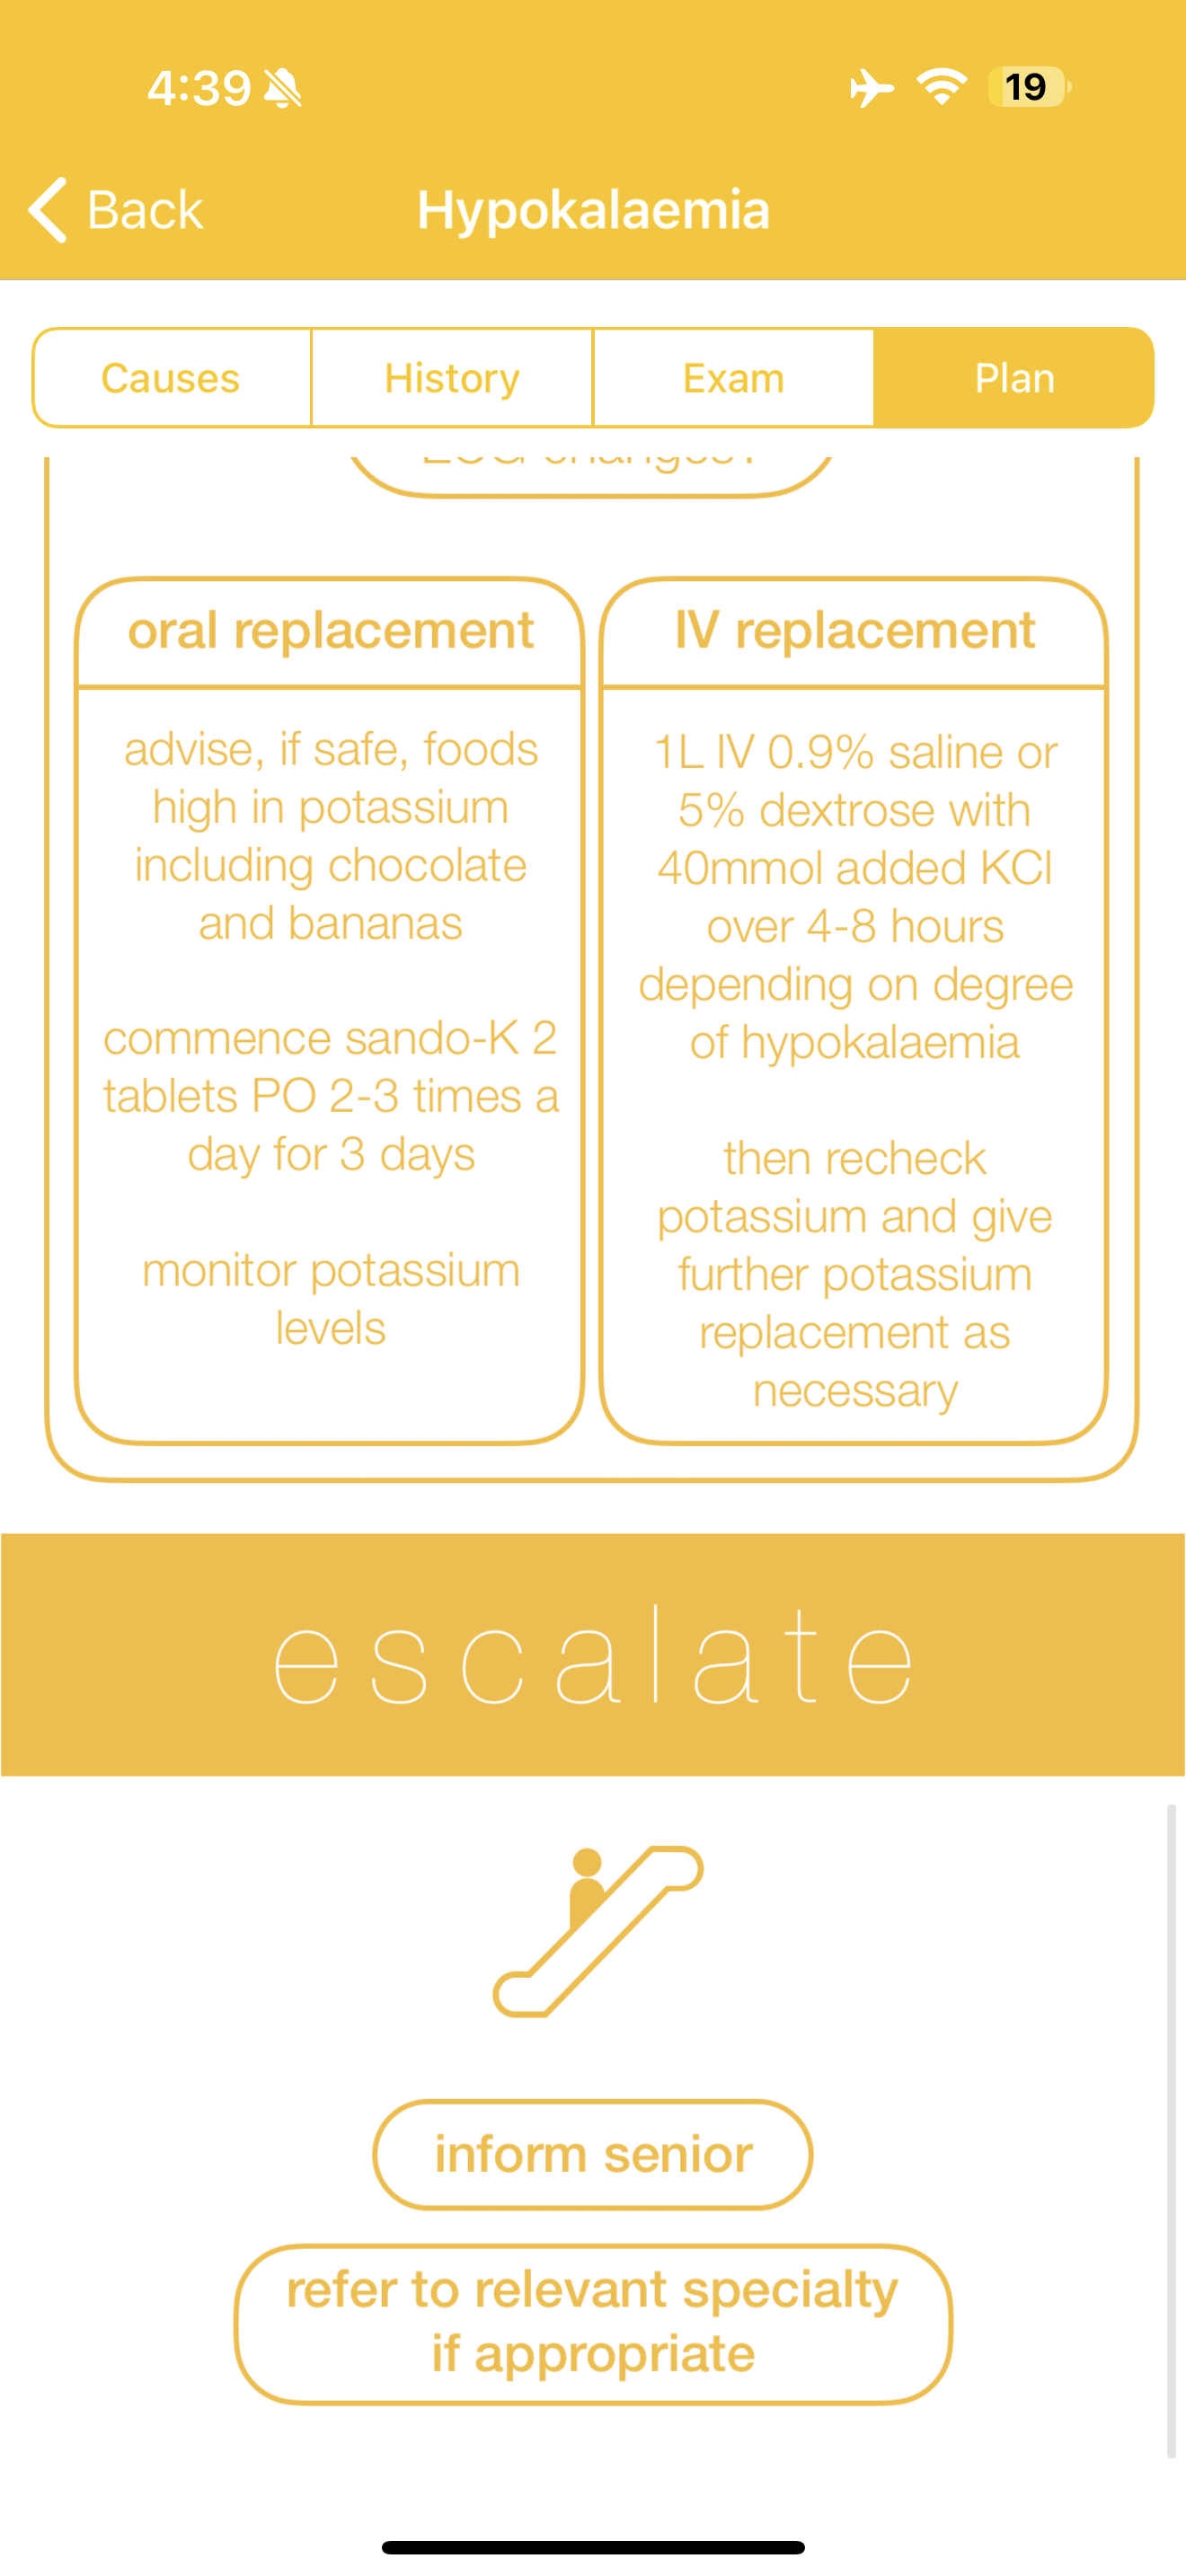 4:39
19
Back
Hypokalaemia
Causes
History
Exam
Plan
ECG changes?
oral replacement
advise, if safe, foods
high in potassium
including chocolate
and bananas
commence sando-K 2
tablets PO 2-3 times a
day for 3 days
monitor potassium
levels
IV replacement
1L IV 0.9% saline or
5% dextrose with
40mmol added KCl
over 4-8 hours
depending on degree
of hypokalaemia
then recheck
potassium and give
further potassium
replacement as
necessary
escalate
inform senior
refer to relevant specialty
if appropriate